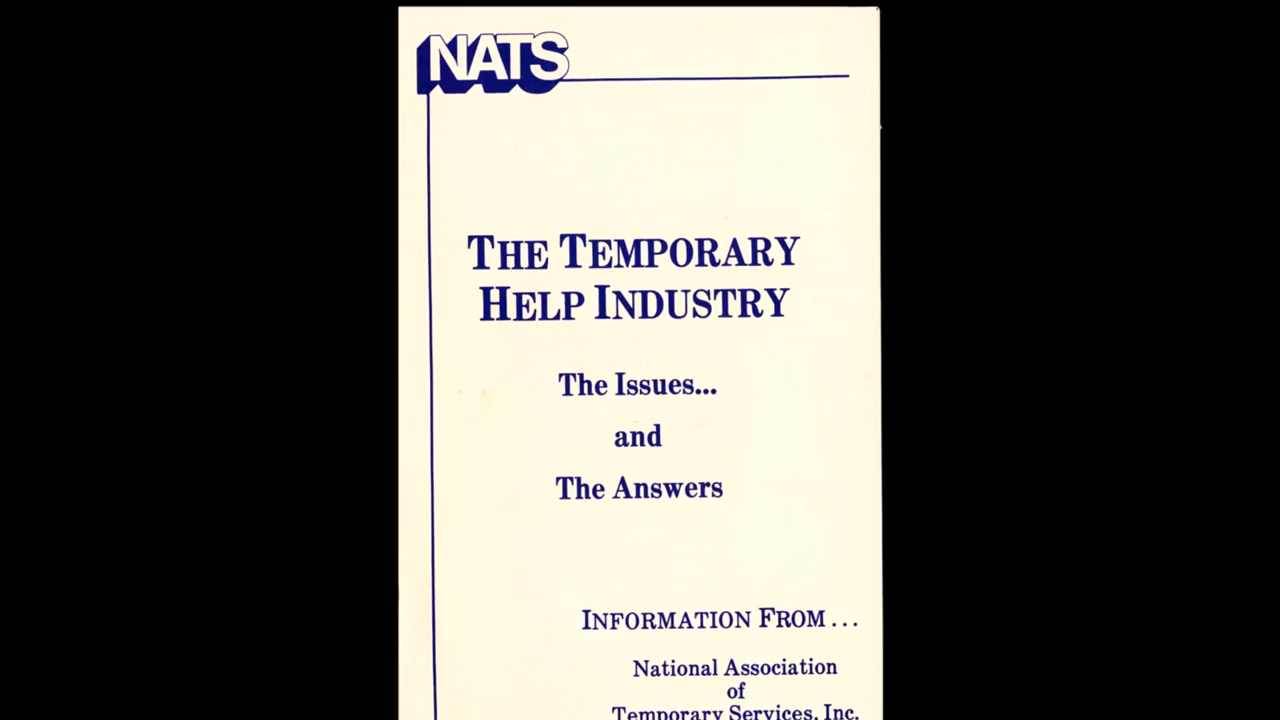 NATS
THE TEMPORARY
HELP INDUSTRY
The Issues...
and
The Answers
INFORMATION FROM...
National Association
of
Temporary Services, Inc.